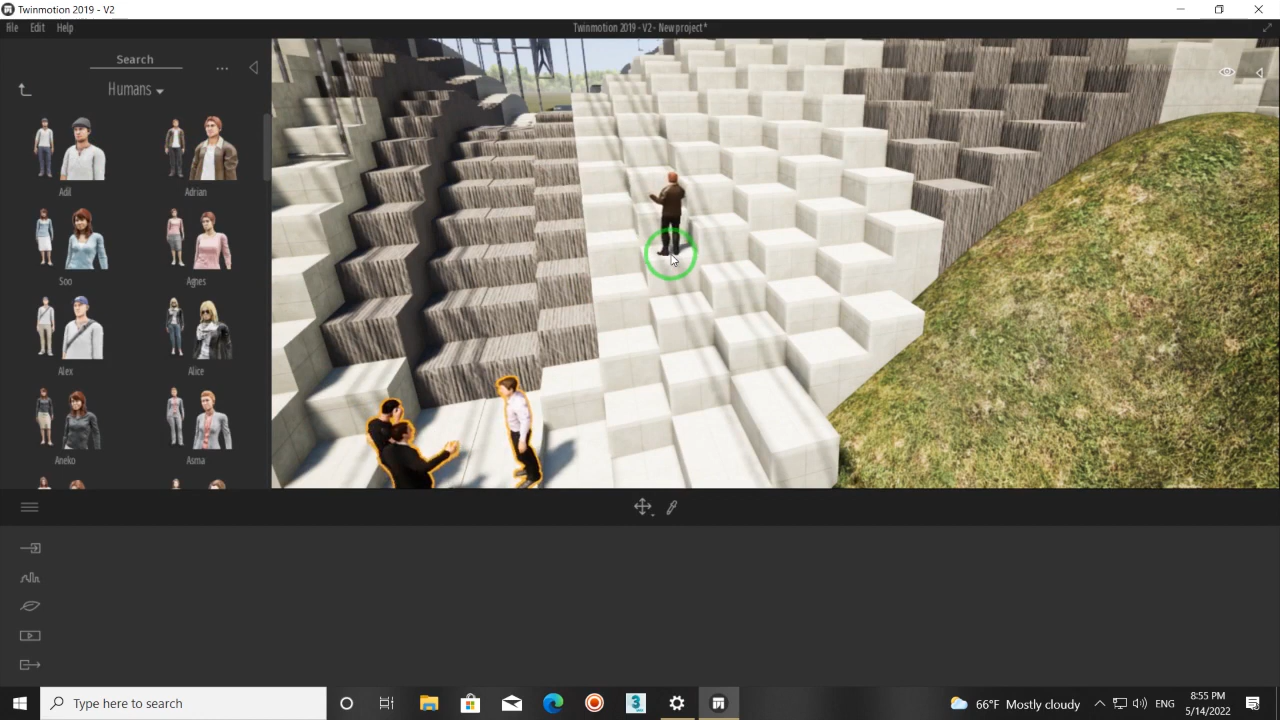 Twinmotion 2019 - V2
File Edit Help Twinmotion 2019 - V2 - New project*
Search
...
Humans
Adil Adrian
Soo Agnes
Alex Alice
Aneko Asma
Type here to search
66°F Mostly cloudy
ENG
8:55 PM
5/14/2022